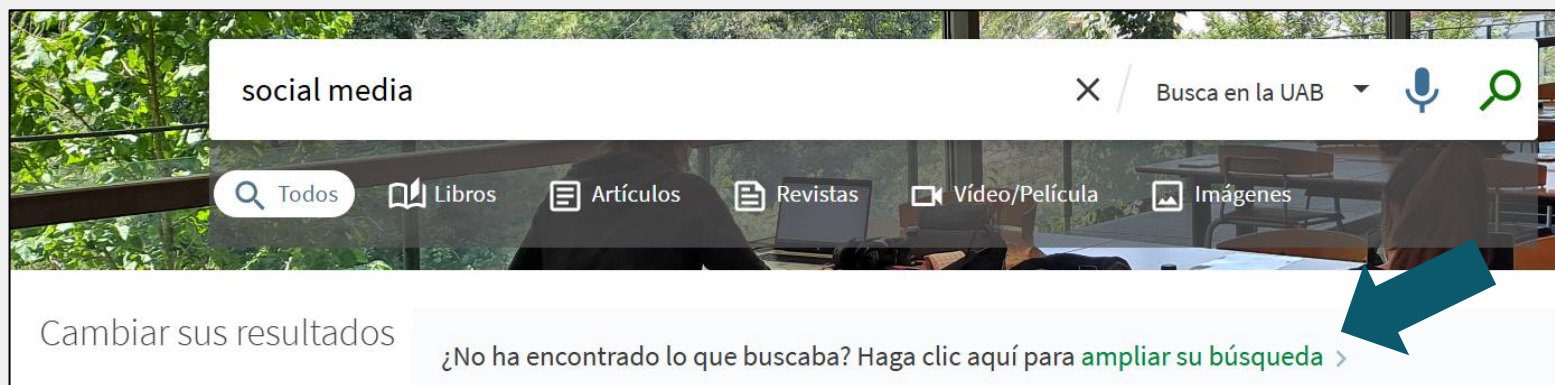 social media
Busca en la UAB
Todos
Libros
Artículos
Revistas
Vídeo/Película
Imágenes
Cambiar sus resultados
¿No ha encontrado lo que buscaba? Haga clic aquí para ampliar su búsqueda